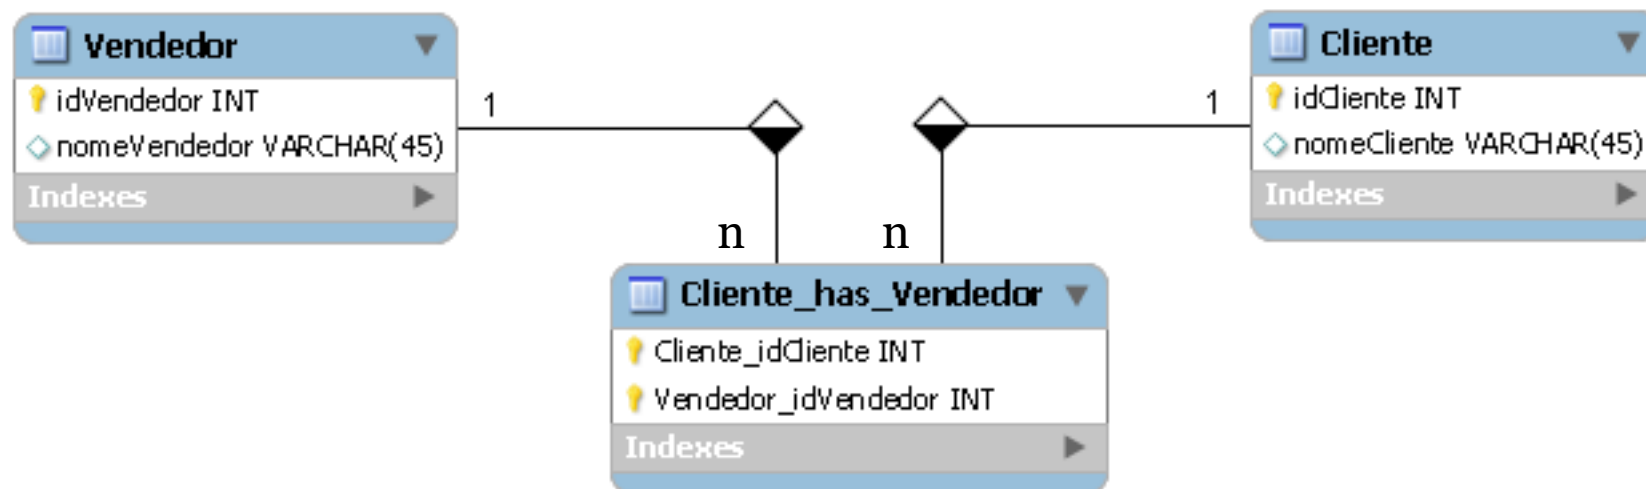 Vendedor
idVendedor INT
nomeVendedor VARCHAR(45)
Indexes
1
1
Cliente
idCliente INT
nomeCliente VARCHAR(45)
Indexes
n
n
Cliente_has_Vendedor
Cliente_idCliente INT
Vendedor_idVendedor INT
Indexes